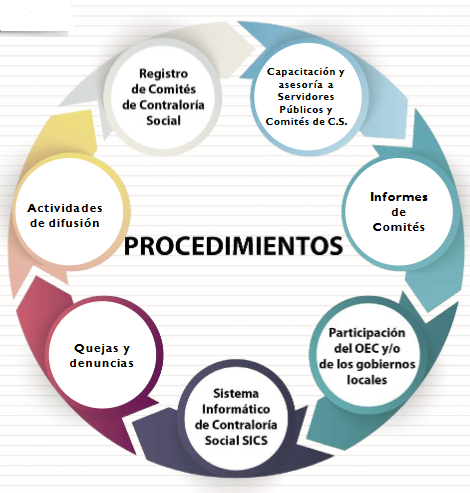 Registro
de Comités
de Contraloría
Social
Capacitación y
asesoría a
Servidores
Públicos y
Comités de C.S.
Informes
de
Comités
Participación
del OEC y/o
de los gobiernos
locales
Sistema
Informático
de Contraloría
Social SICS
Quejas y
denuncias
Actividades
de difusión
PROCEDIMIENTOS